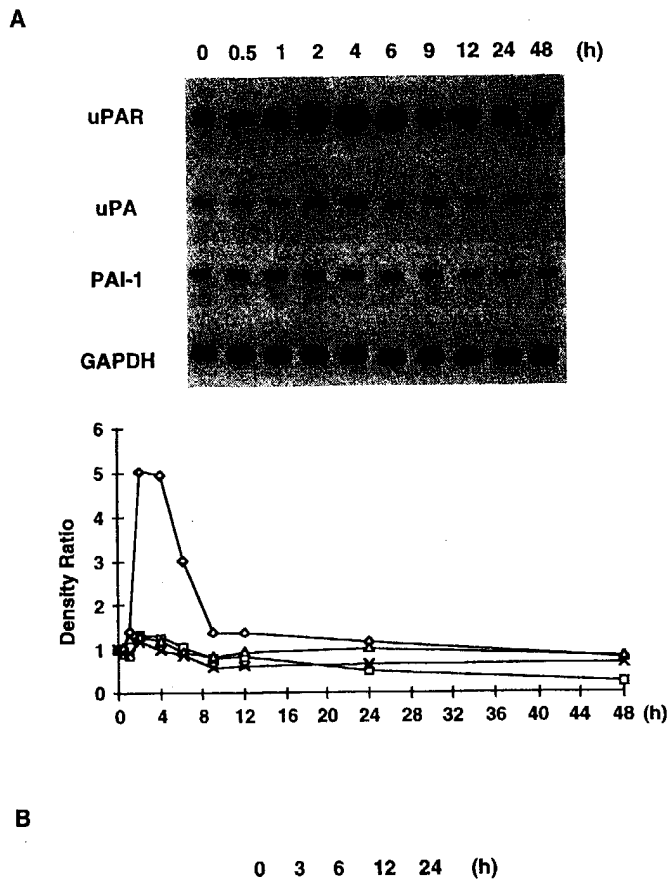 A
0 0.5 1 2 4 6 9 12 24 48 (h)
uPAR
uPA
PAI-1
GAPDH
6
5
4
3
2
1
0
Density Ratio
0 4 8 12 16 20 24 28 32 36 40 44 48 (h)
B
0 3 6 12 24 (h)